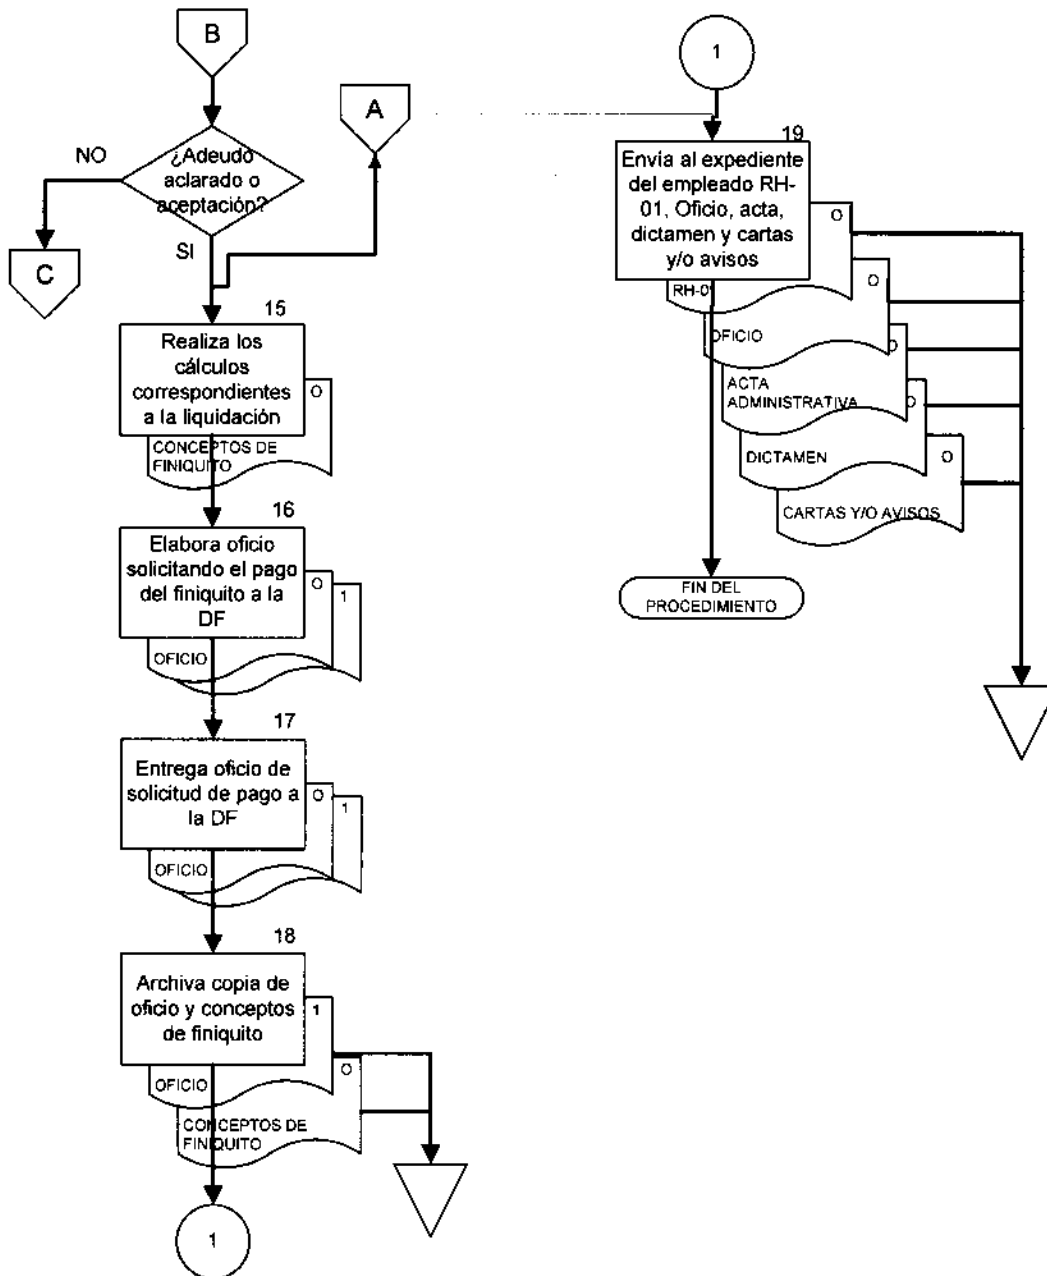 B
¿Adeudo
aclarado o
aceptación?
NO
SI
C
A
15
Realiza los
cálculos
correspondientes
a la liquidación
O
CONCEPTOS DE
FINIQUITO
16
Elabora oficio
solicitando el pago
del finiquito a la
DF
O
1
OFICIO
17
Entrega oficio de
solicitud de pago a
la DF
O
1
OFICIO
18
Archiva copia de
oficio y conceptos
de finiquito
1
OFICIO
O
CONCEPTOS DE
FINIQUITO
1
1
19
Envía al expediente
del empleado RH-
01, Oficio, acta,
dictamen y cartas
y/o avisos
O
RH-0
O
OFICIO
O
ACTA
ADMINISTRATIVA
O
DICTAMEN
O
CARTAS Y/O AVISOS
FIN DEL
PROCEDIMIENTO